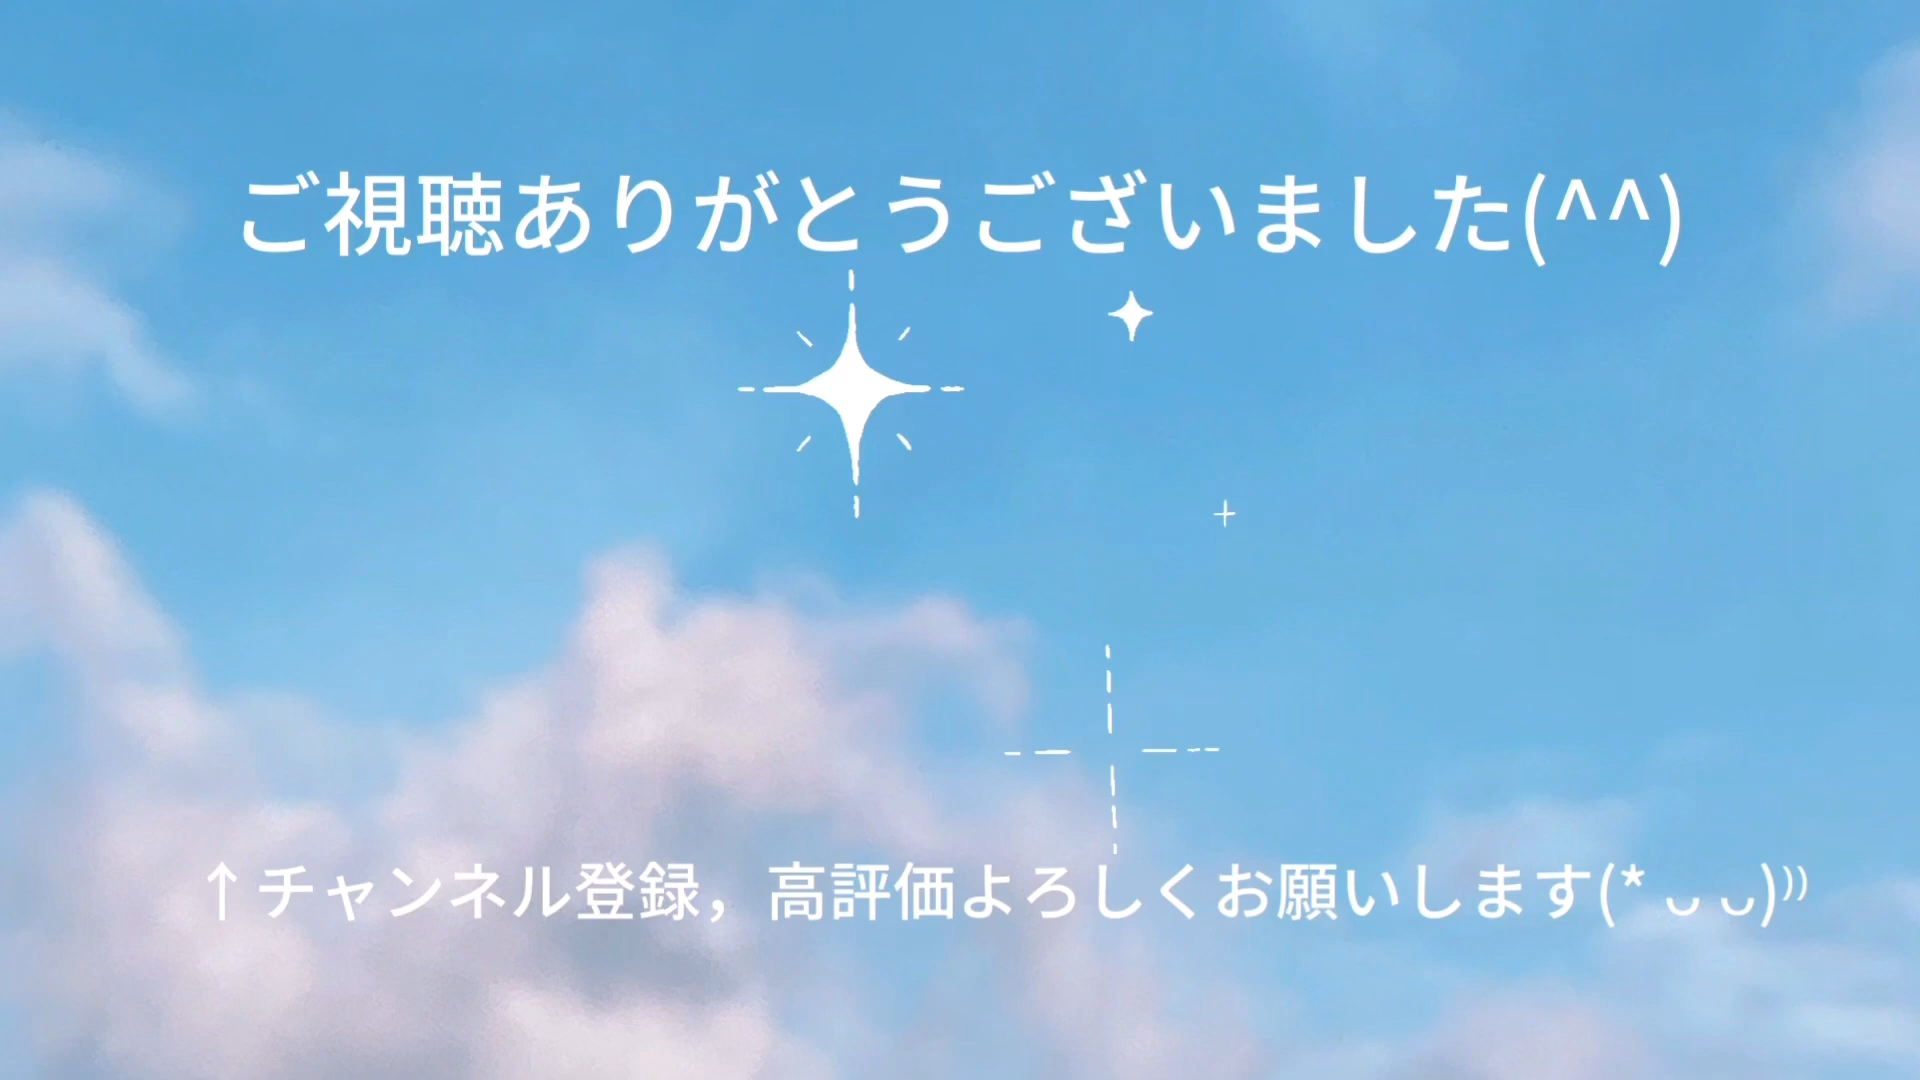 ご視聴ありがとうございました(^^)
↑チャンネル登録，高評価よろしくお願いします(* ᴗ ᴗ)⁾⁾